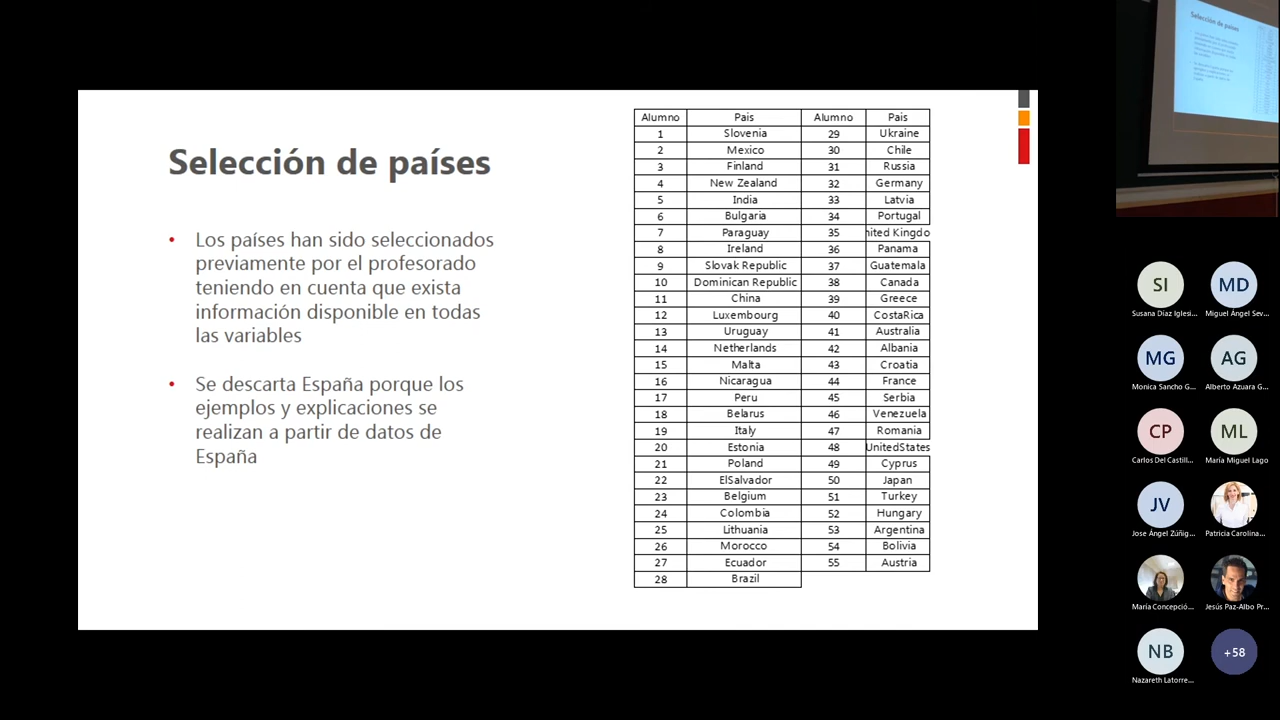 Selección de países
Los países han sido seleccionados
previamente por el profesorado
teniendo en cuenta que exista
información disponible en todas
las variables
Se descarta España porque los
ejemplos y explicaciones se
realizan a partir de datos de
España
Alumno Pais Alumno Pais
1 Slovenia 29 Ukraine
2 Mexico 30 Chile
3 Finland 31 Russia
4 New Zealand 32 Germany
5 India 33 Latvia
6 Bulgaria 34 Portugal
7 Paraguay 35 nited Kingdo
8 Ireland 36 Panama
9 Slovak Republic 37 Guatemala
10 Dominican Republic 38 Canada
11 China 39 Greece
12 Luxembourg 40 CostaRica
13 Uruguay 41 Australia
14 Netherlands 42 Albania
15 Malta 43 Croatia
16 Nicaragua 44 France
17 Peru 45 Serbia
18 Belarus 46 Venezuela
19 Italy 47 Romania
20 Estonia 48 UnitedStates
21 Poland 49 Cyprus
22 ElSalvador 50 Japan
23 Belgium 51 Turkey
24 Colombia 52 Hungary
25 Lithuania 53 Argentina
26 Morocco 54 Bolivia
27 Ecuador 55 Austria
28 Brazil
Selección de países
SI MD
Susana Díaz Iglesi... Miguel Ángel Sev...
MG AG
Monica Sancho G... Alberto Azuara G...
CP ML
Carlos Del Castill... María Miguel Lago
JV
Jose Ángel Zúñig... Patricia Carolina...
María Concepció... Jesús Paz-Albo Pr...
NB +58
Nazareth Latorre...